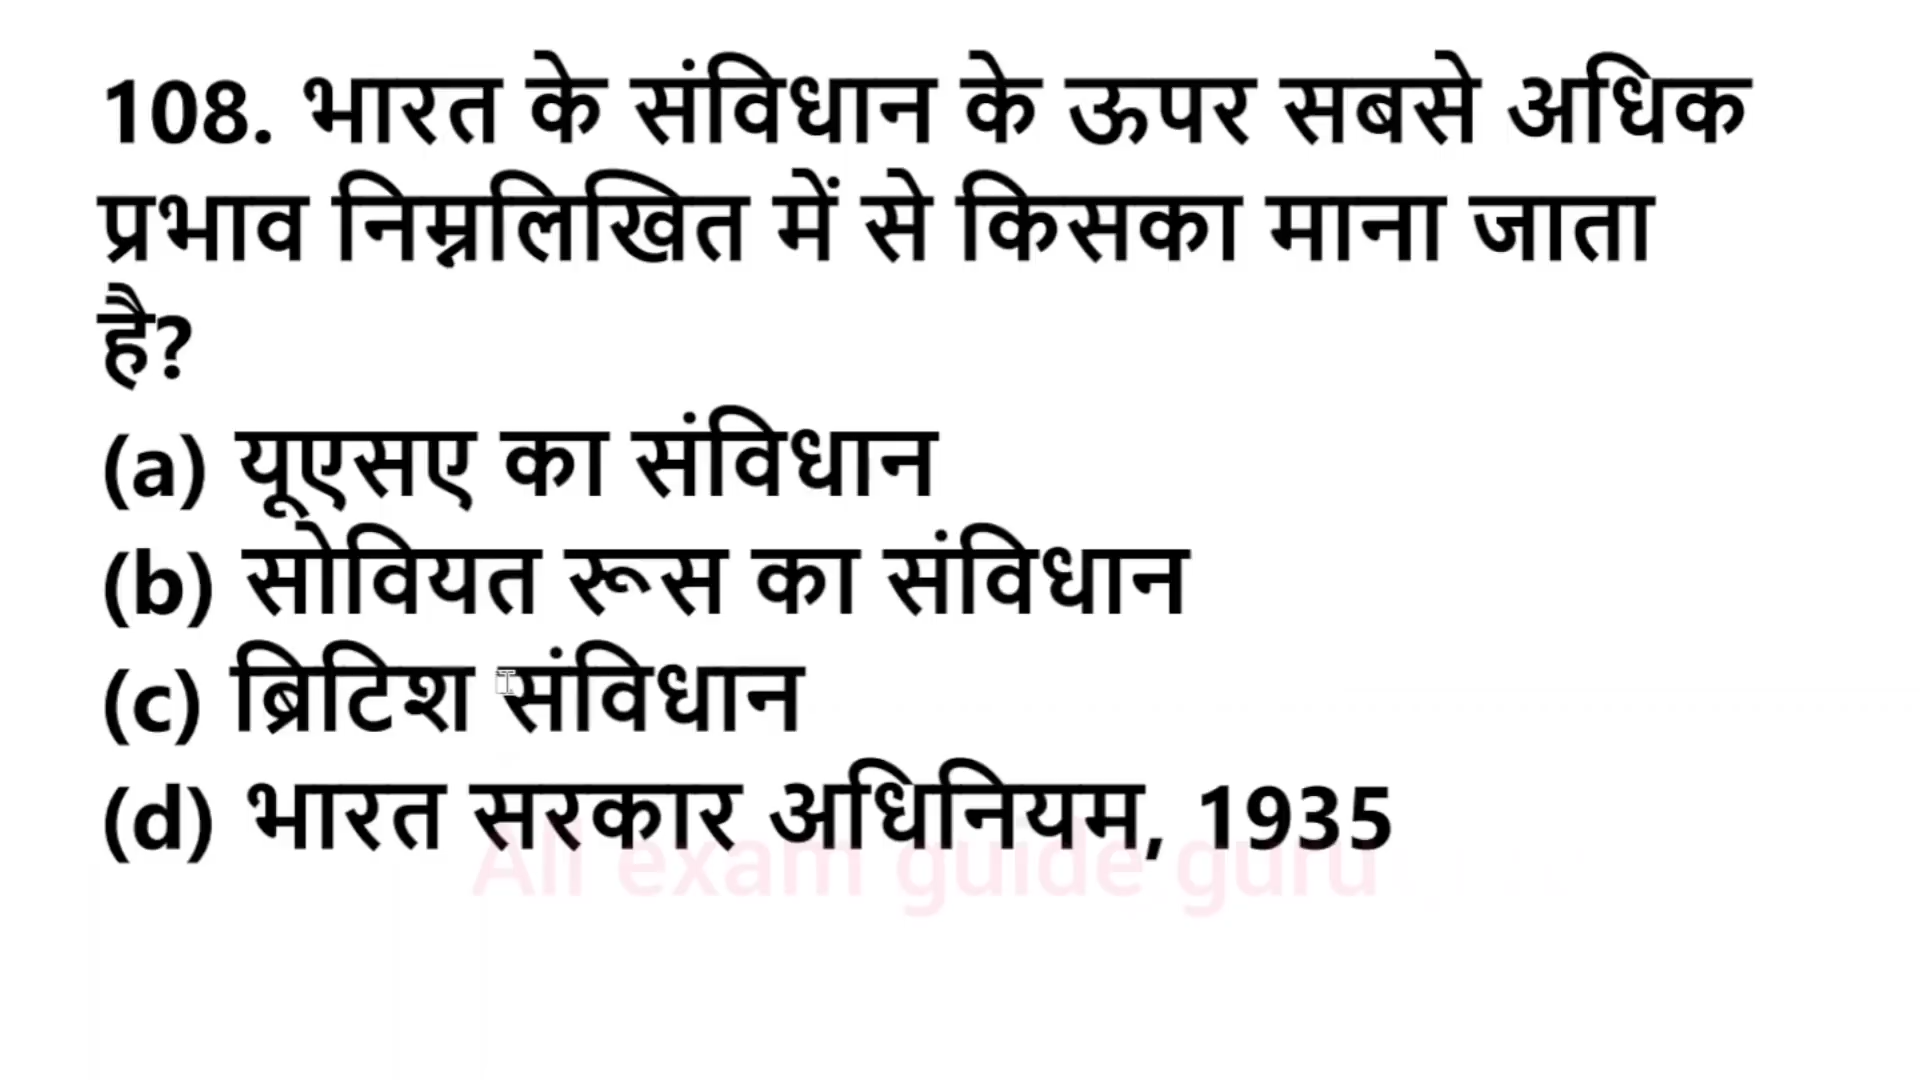 108. भारत के संविधान के ऊपर सबसे अधिक
प्रभाव निम्नलिखित में से किसका माना जाता
है?
(a) यूएसए का संविधान
(b) सोवियत रूस का संविधान
(c) ब्रिटिश संविधान
(d) भारत सरकार अधिनियम, 1935
All exam guide guru